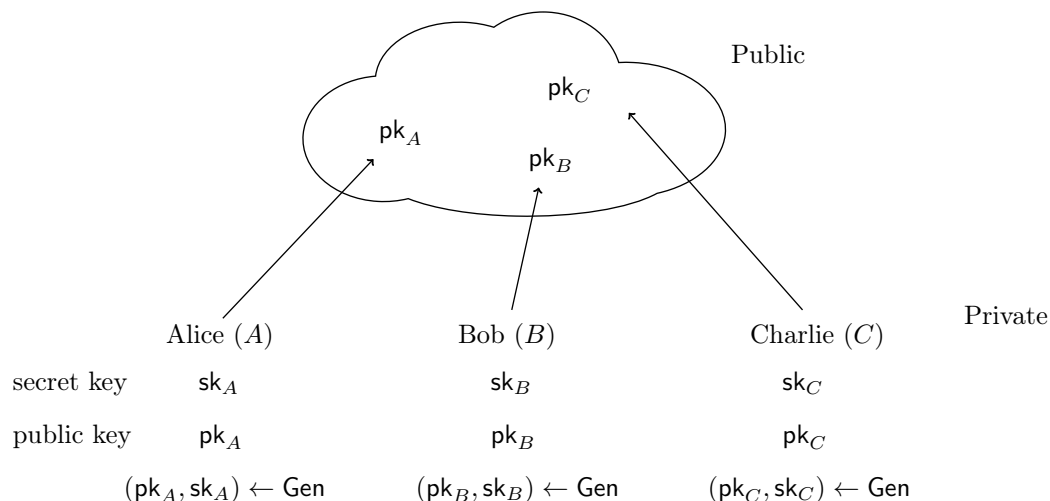 Public
pk_C
pk_A
pk_B
Private
Alice (A) Bob (B) Charlie (C)
secret key sk_A sk_B sk_C
public key pk_A pk_B pk_C
(pk_A, sk_A) ← Gen (pk_B, sk_B) ← Gen (pk_C, sk_C) ← Gen